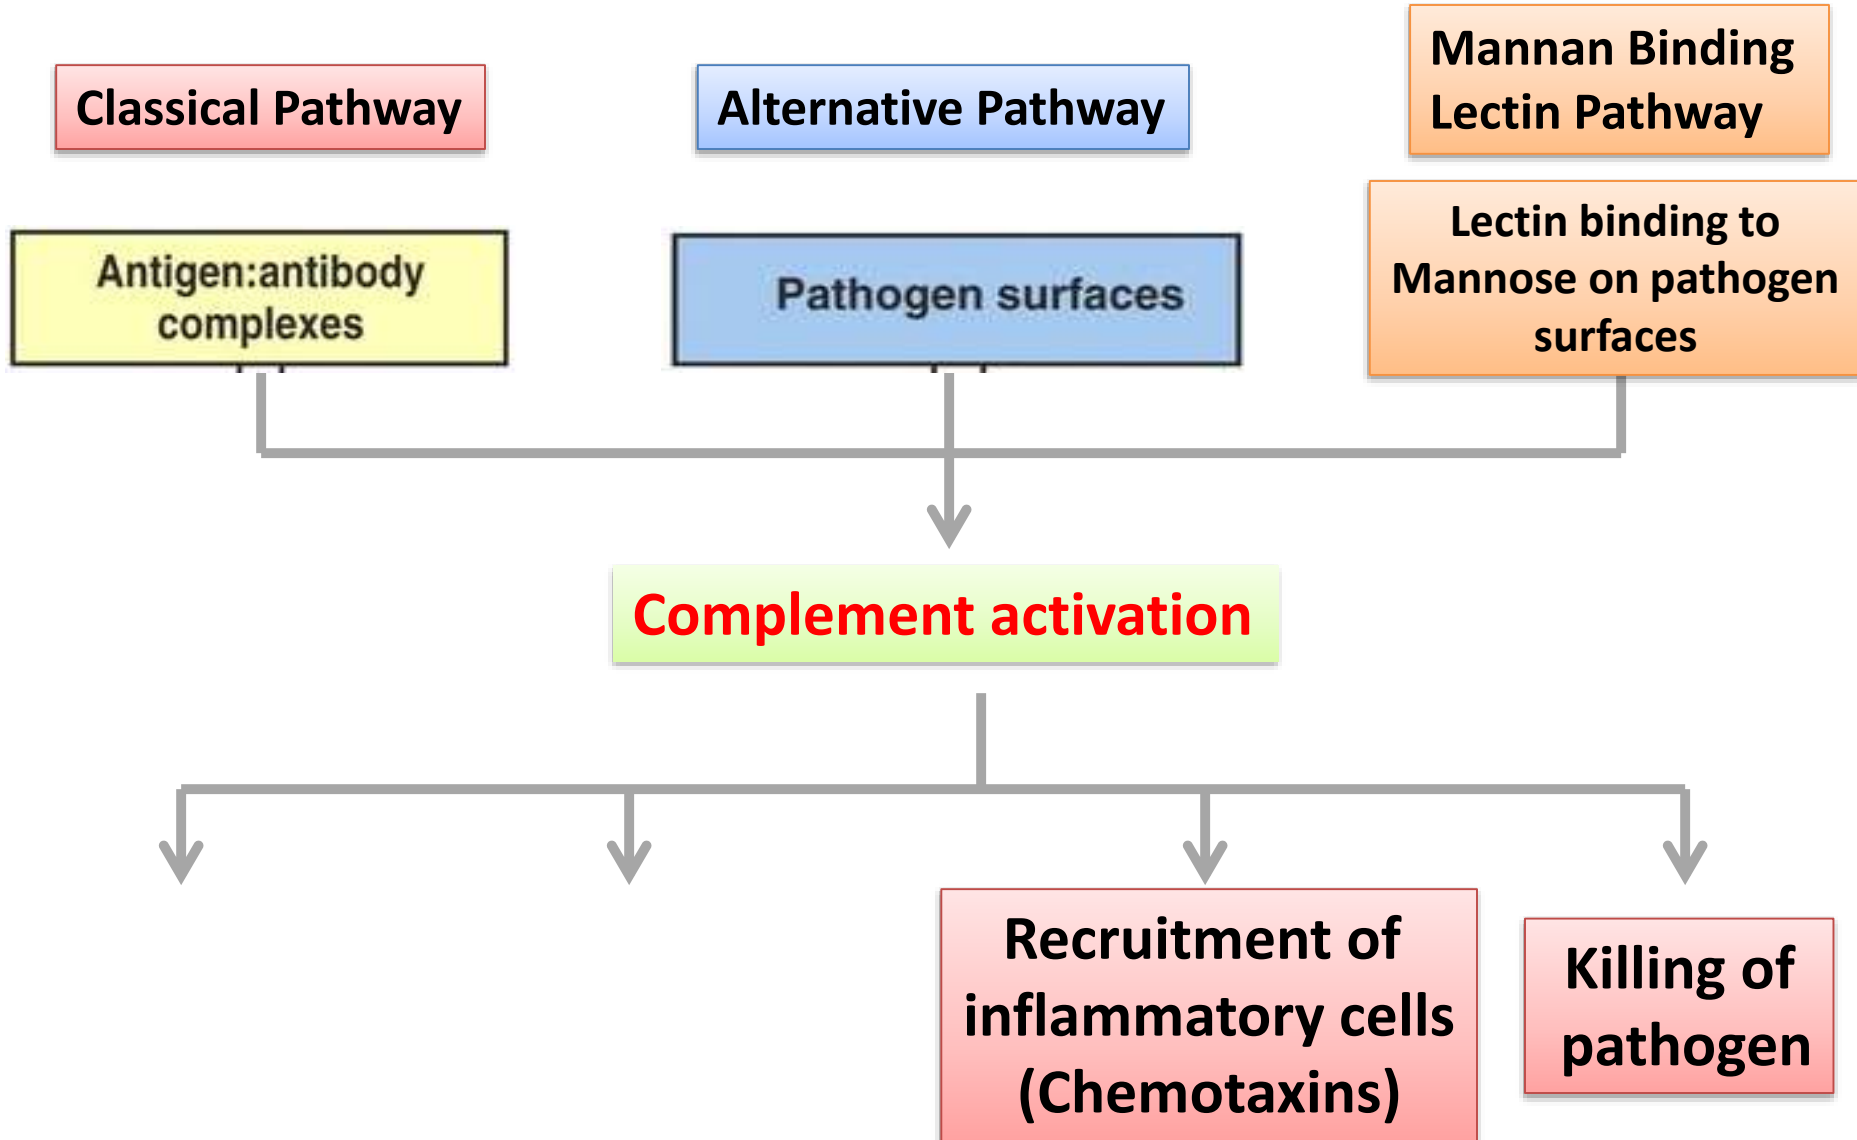 Classical Pathway
Alternative Pathway
Mannan Binding
Lectin Pathway
Antigen:antibody
complexes
Pathogen surfaces
Lectin binding to
Mannose on pathogen
surfaces
Complement activation
Recruitment of
inflammatory cells
(Chemotaxins)
Killing of
pathogen